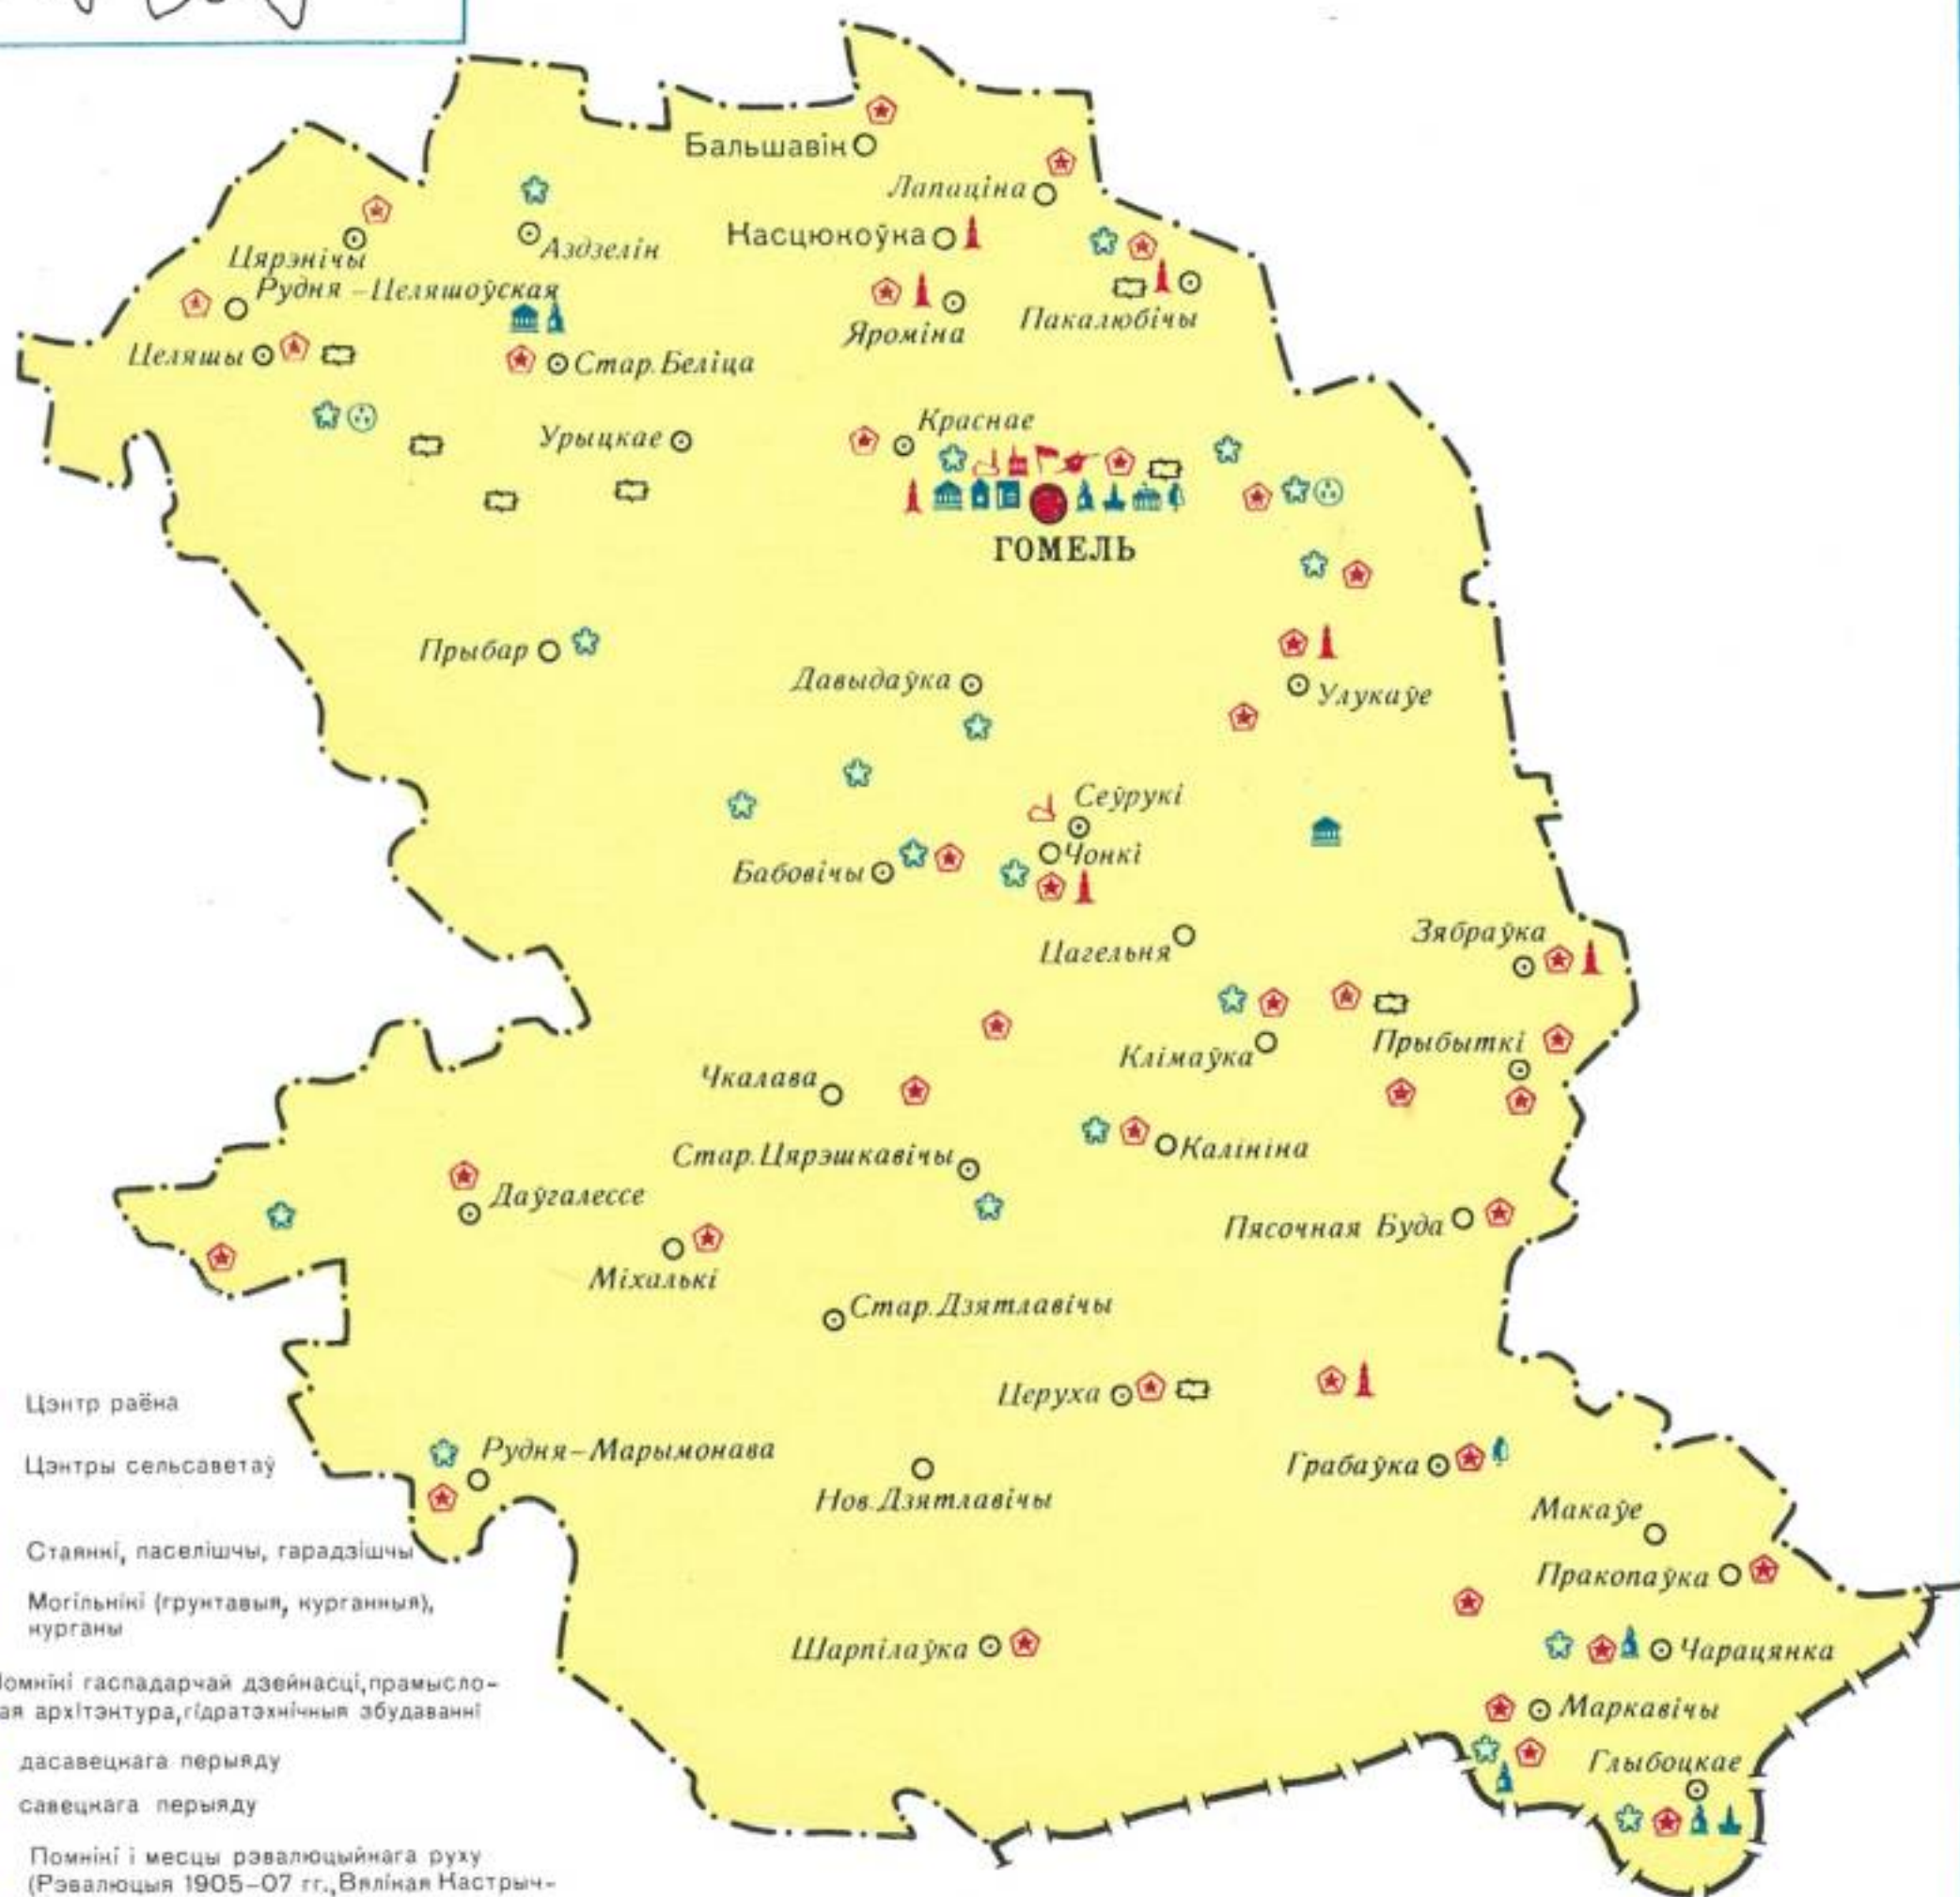 Бальшавік
Лапаціна
Касцюкоўка
Цярэнічы
Аздзелін
Рудня –Целяшоўская
Яроміна
Пакалюбічы
Целяшы
Стар. Беліца
Краснае
Урыцкае
ГОМЕЛЬ
Прыбар
Давыдаўка
Улукаўе
Сеўрукі
Чонкі
Бабовічы
Зябраўка
Цагельня
Прыбыткі
Клімаўка
Чкалава
Калініна
Стар. Цярэшкавічы
Даўгалессе
Пясочная Буда
Міхалькі
Стар. Дзятлавічы
Церуха
Цэнтр раёна
Рудня–Марымонава
Грабаўка
Цэнтры сельсаветаў
Нов. Дзятлавічы
Макаўе
Стаянкі, паселішчы, гарадзішчы
Пракопаўка
Могільнікі (грунтавыя, курганныя),
курганы
Шарпілаўка
Чарацянка
Помнікі гаспадарчай дзейнасці, прамысло-
ая архітэктура, гідратэхнічныя збудаванні
Маркавічы
дасавецкага перыяду
Глыбоцкае
савецкага перыяду
Помнікі і месцы рэвалюцыйнага руху
(Рэвалюцыя 1905–07 гг., Вялікая Кастрыч-